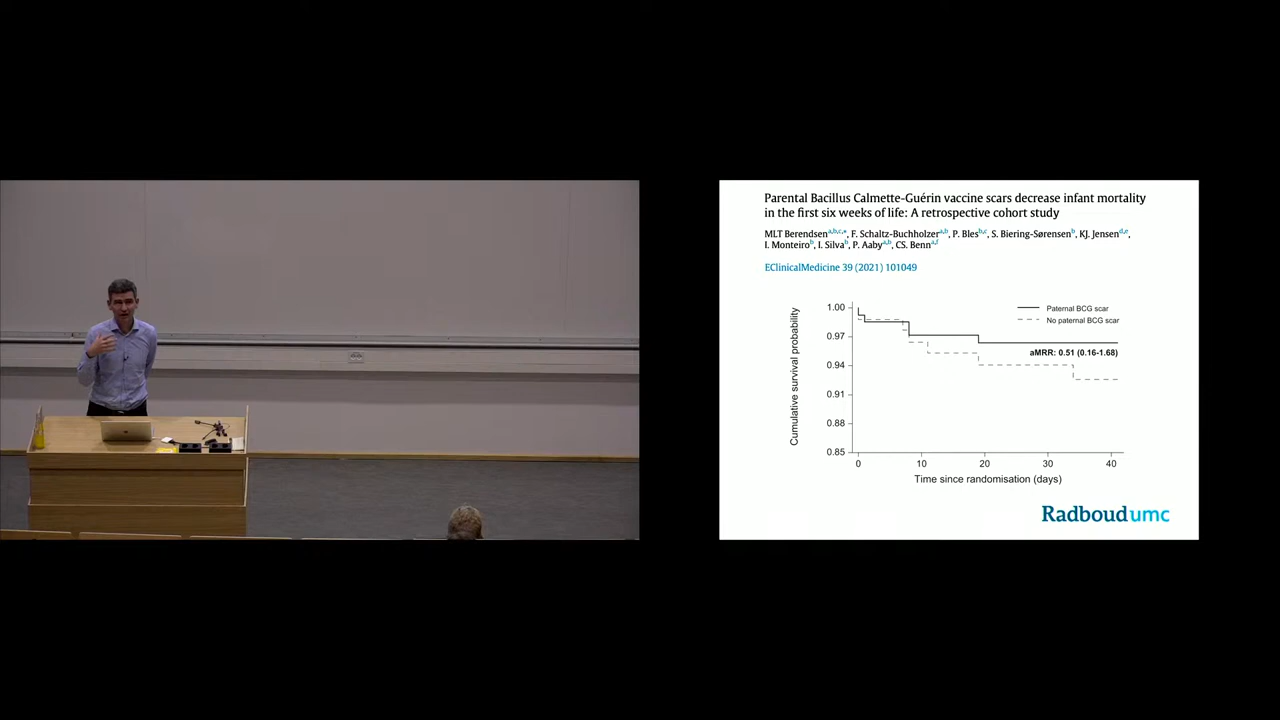 Parental Bacillus Calmette-Guérin vaccine scars decrease infant mortality
in the first six weeks of life: A retrospective cohort study
MLT Berendsen a,b,c,*, F. Schaltz-Buchholzer a,b, P. Bles b,c, S. Biering-Sørensen b, KJ. Jensen d,e,
I. Monteiro b, I. Silva b, P. Aaby a,b, CS. Benn a,f
EClinicalMedicine 39 (2021) 101049
Cumulative survival probability
1.00
0.97
0.94
0.91
0.88
0.85
Paternal BCG scar
No paternal BCG scar
aMRR: 0.51 (0.16-1.68)
0 10 20 30 40
Time since randomisation (days)
Radboudumc